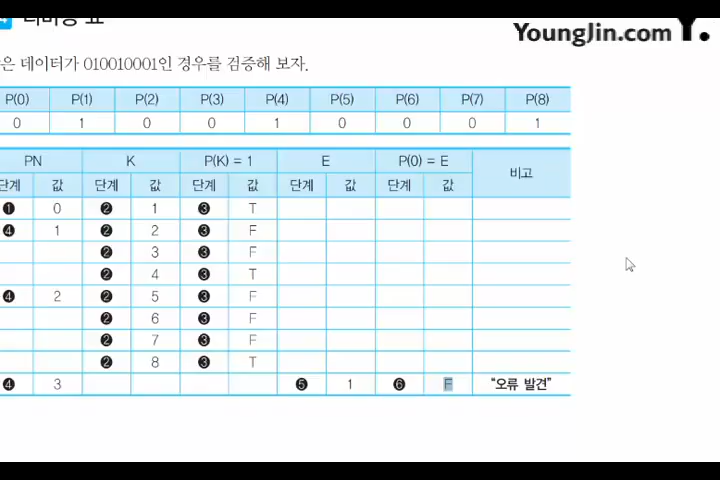 YoungJin.com Y.
은 데이터가 010010001인 경우를 검증해 보자.
P(0) P(1) P(2) P(3) P(4) P(5) P(6) P(7) P(8)
0 1 0 0 1 0 0 0 1
PN K P(K) = 1 E P(0) = E 비고
단계 값 단계 값 단계 값 단계 값 단계 값
❶ 0 ❷ 1 ❸ T
❹ 1 ❷ 2 ❸ F
❷ 3 ❸ F
❷ 4 ❸ T
❹ 2 ❷ 5 ❸ F
❷ 6 ❸ F
❷ 7 ❸ F
❷ 8 ❸ T
❹ 3 ❺ 1 ❻ F "오류 발견"